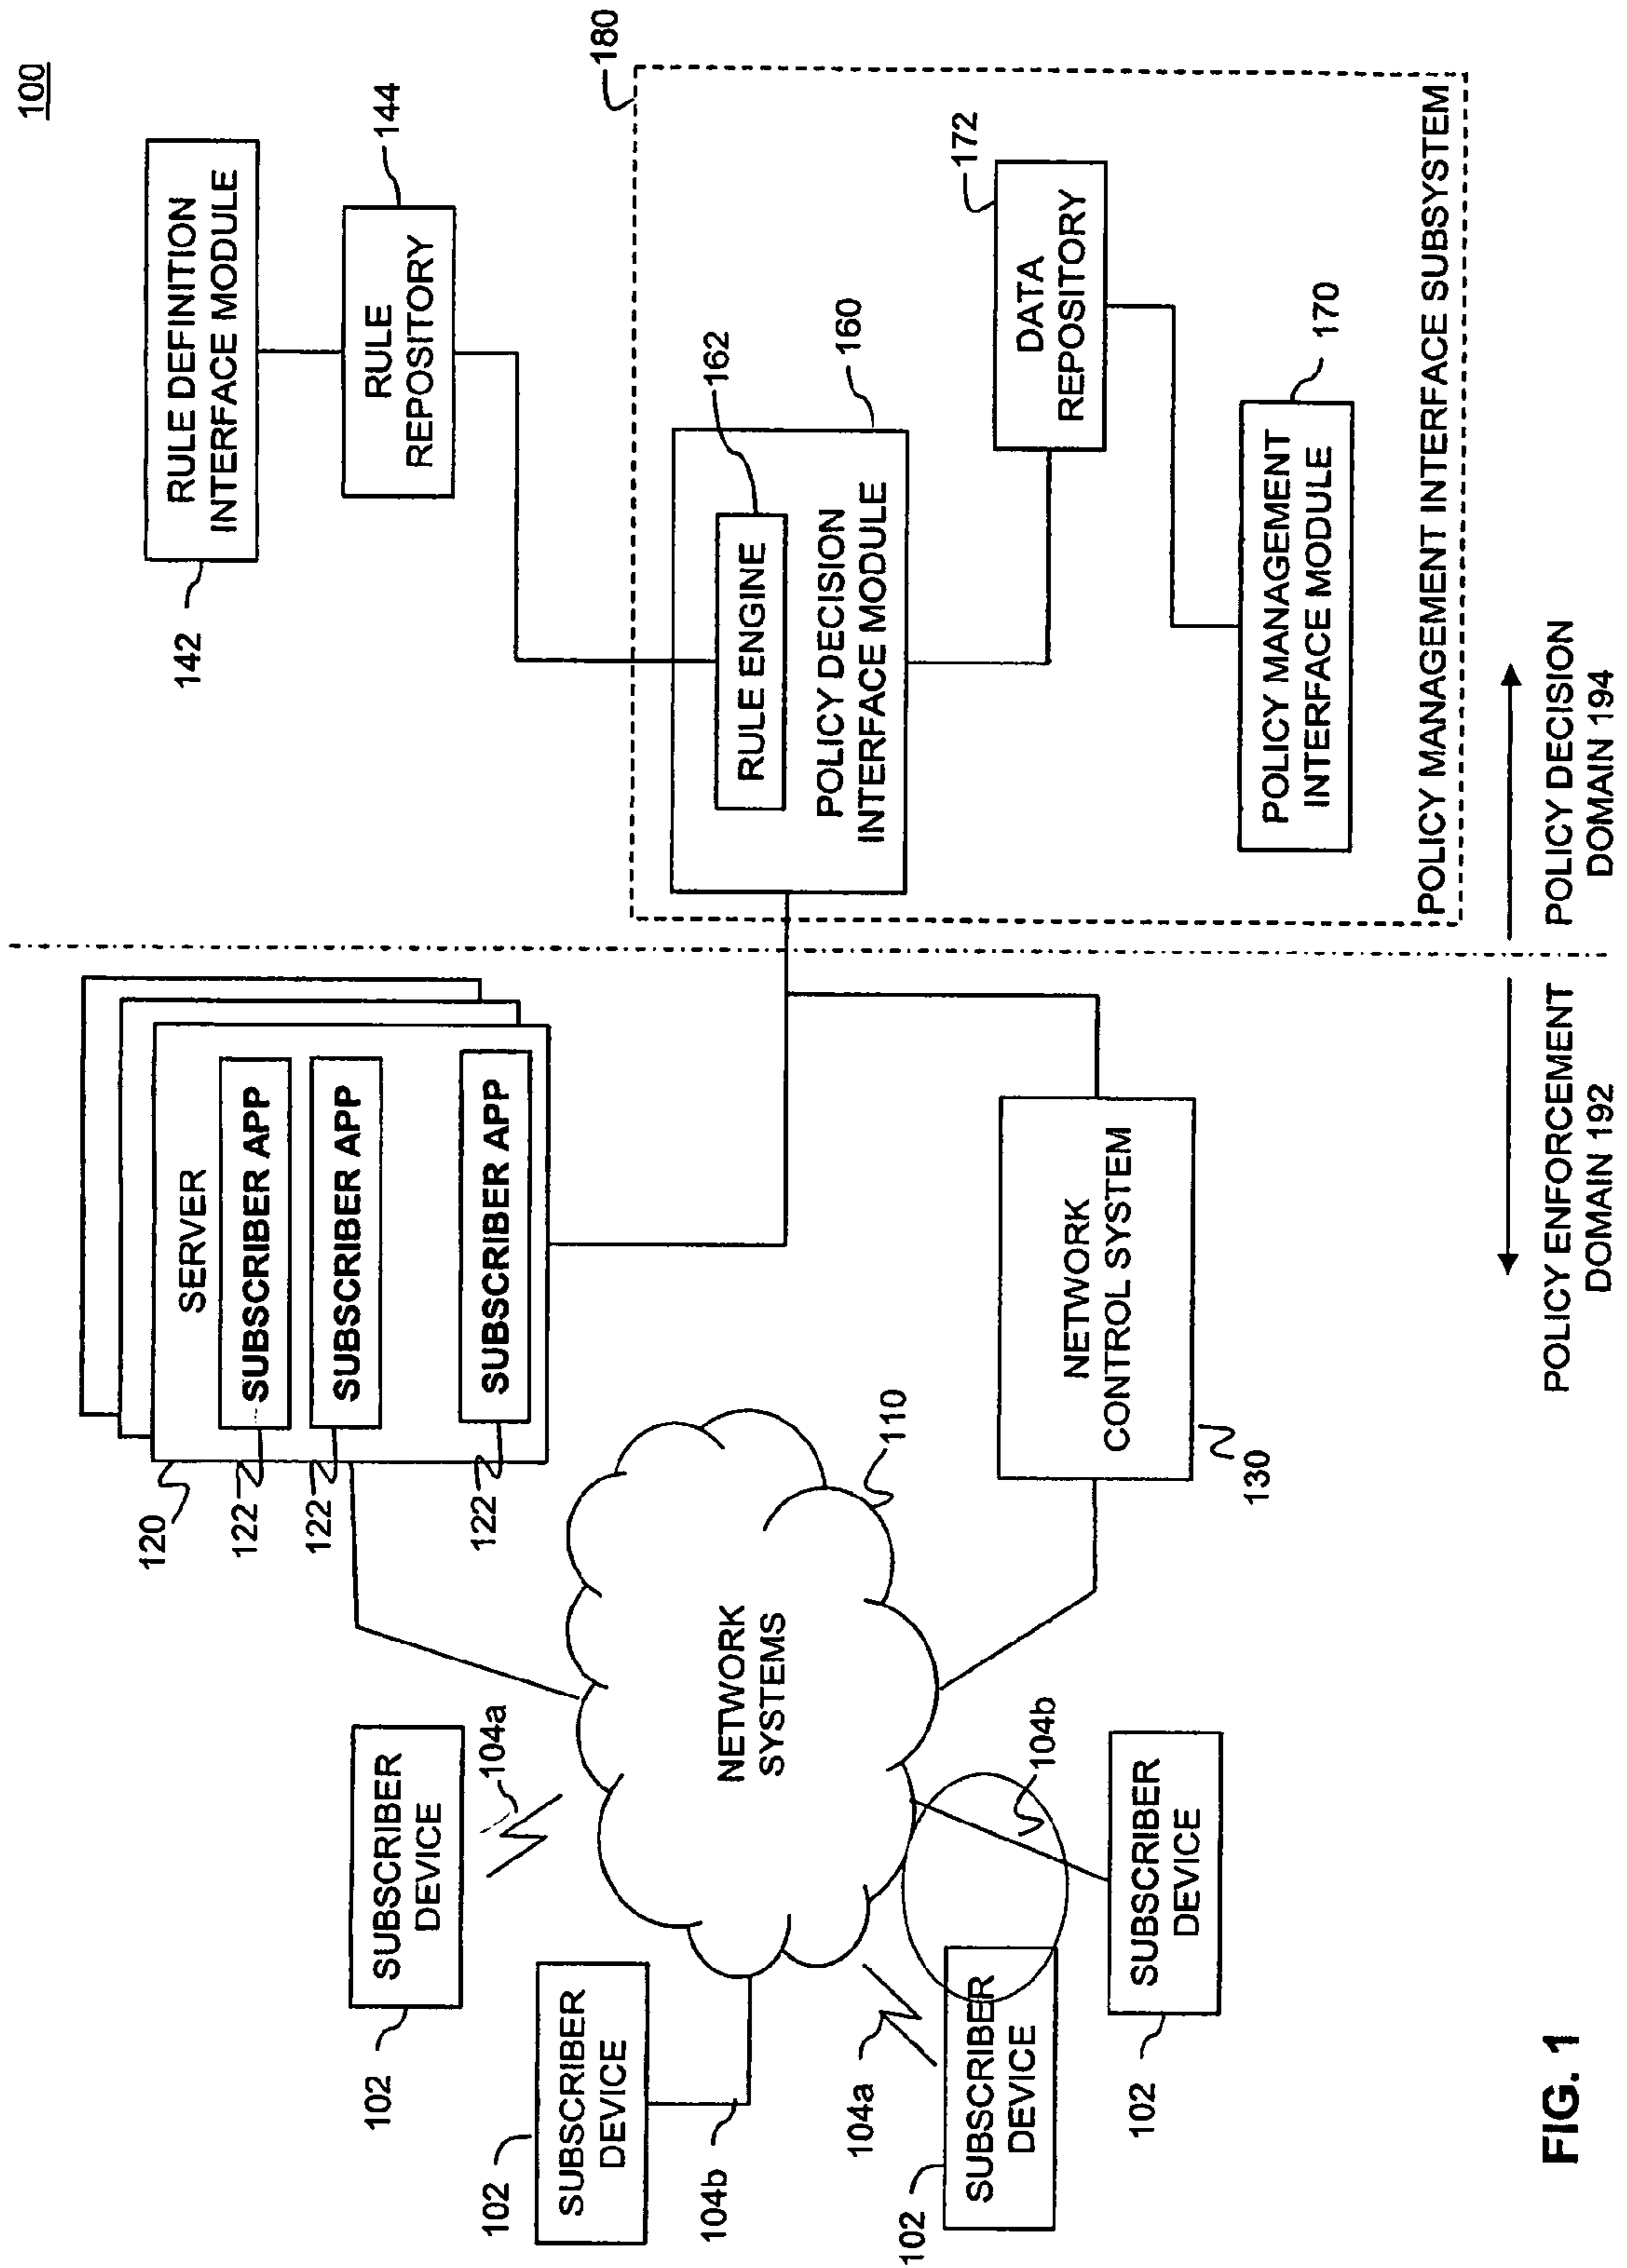 100
RULE DEFINITION
INTERFACE MODULE
142
RULE
REPOSITORY
144
180
RULE ENGINE
162
POLICY DECISION
INTERFACE MODULE
160
DATA
REPOSITORY
172
POLICY MANAGEMENT
INTERFACE MODULE
170
POLICY MANAGEMENT INTERFACE SUBSYSTEM
POLICY DECISION
DOMAIN 194
SERVER
SUBSCRIBER APP
SUBSCRIBER APP
SUBSCRIBER APP
120
122
122
122
NETWORK
CONTROL SYSTEM
130
POLICY ENFORCEMENT
DOMAIN 192
NETWORK
SYSTEMS
110
SUBSCRIBER
DEVICE
102
104a
SUBSCRIBER
DEVICE
102
104b
SUBSCRIBER
DEVICE
102
104a
SUBSCRIBER
DEVICE
102
104b
FIG. 1